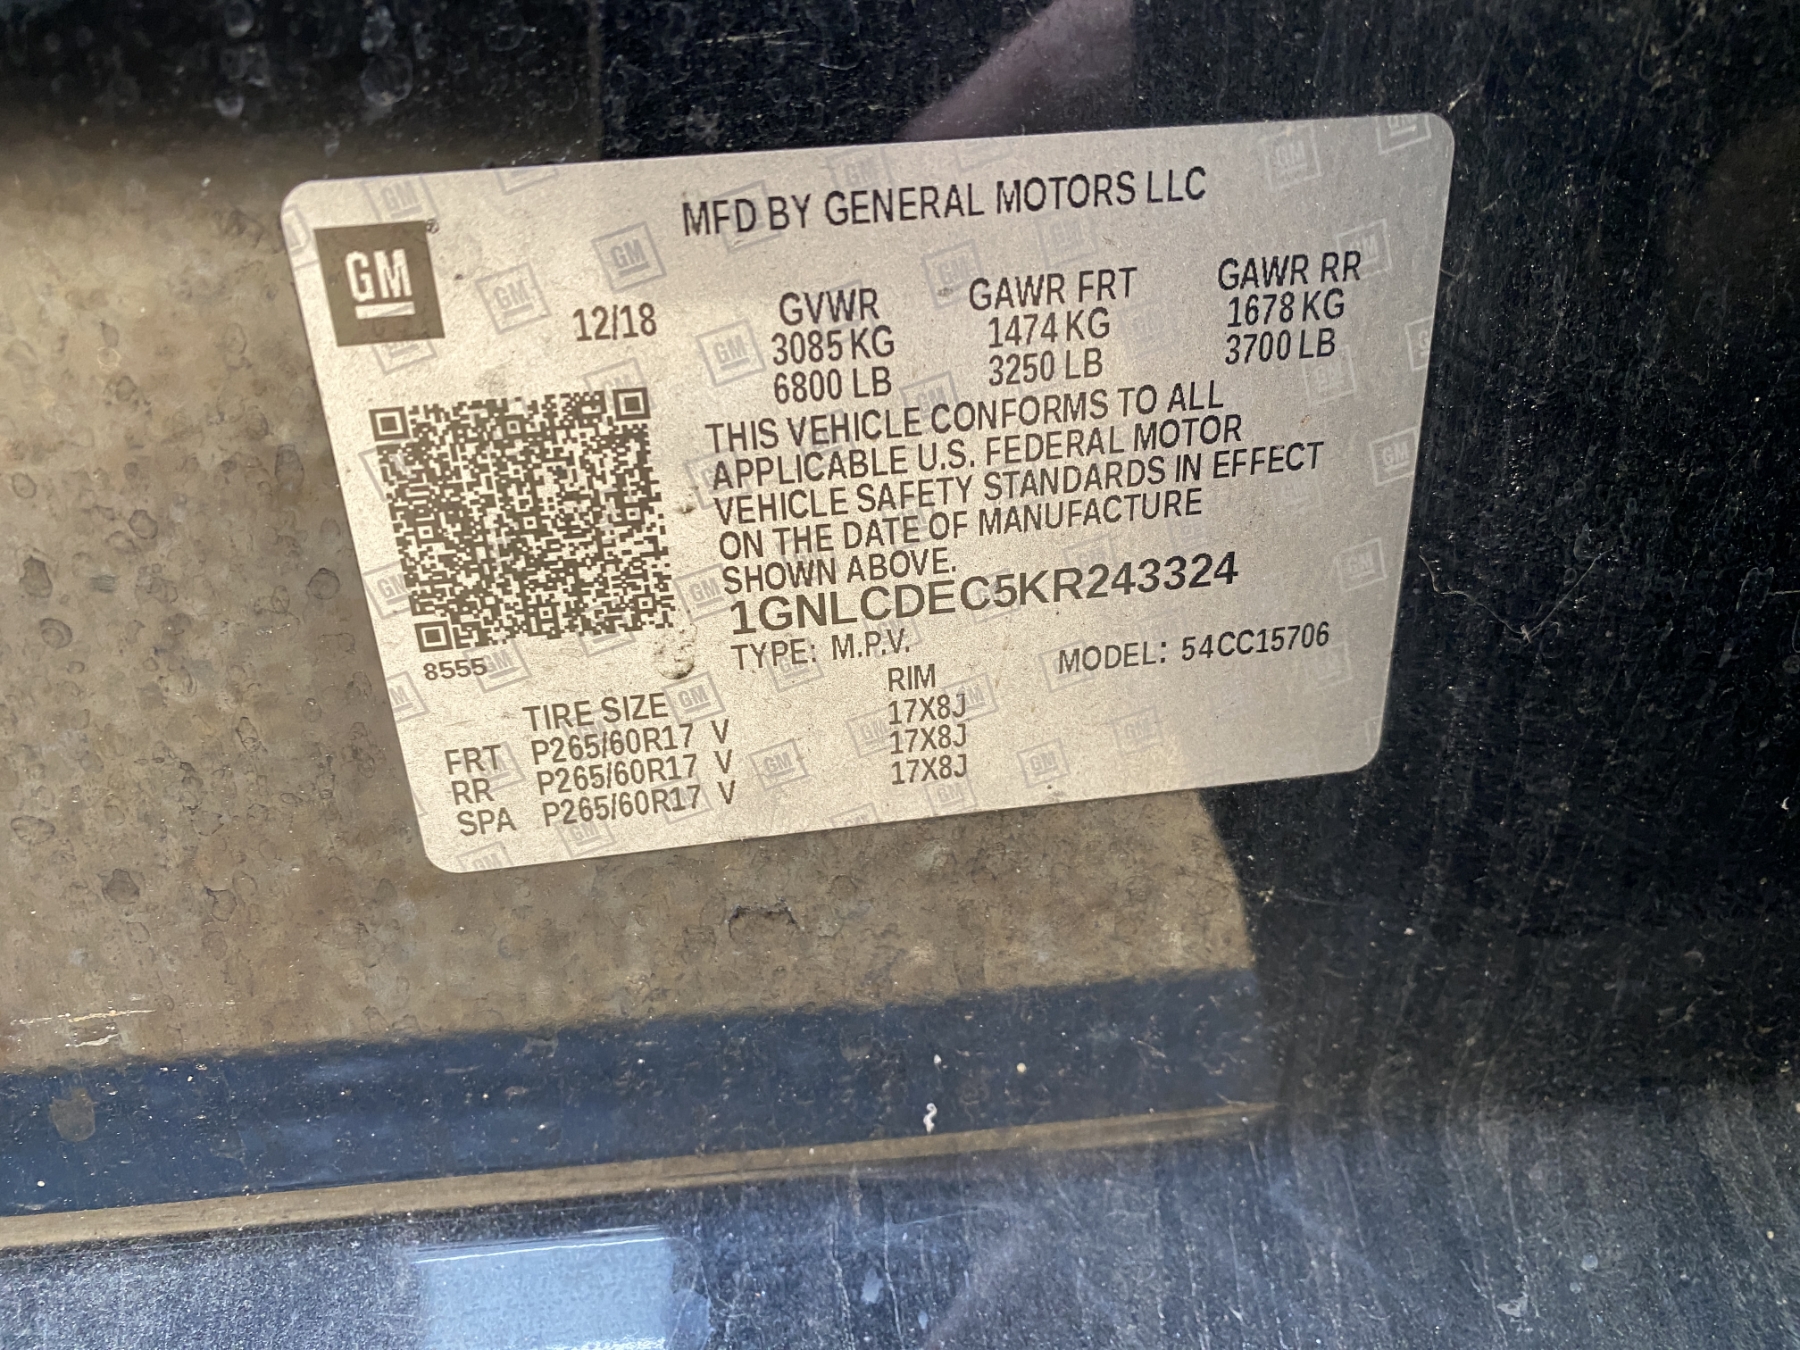 MFD BY GENERAL MOTORS LLC
GM
12/18
GVWR GAWR FRT GAWR RR
3085 KG 1474 KG 1678 KG
6800 LB 3250 LB 3700 LB
THIS VEHICLE CONFORMS TO ALL
APPLICABLE U.S. FEDERAL MOTOR
VEHICLE SAFETY STANDARDS IN EFFECT
ON THE DATE OF MANUFACTURE
SHOWN ABOVE.
1GNLCDEC5KR243324
TYPE: M.P.V. MODEL: 54CC15706
8555
TIRE SIZE RIM
FRT P265/60R17 V 17X8J
RR P265/60R17 V 17X8J
SPA P265/60R17 V 17X8J